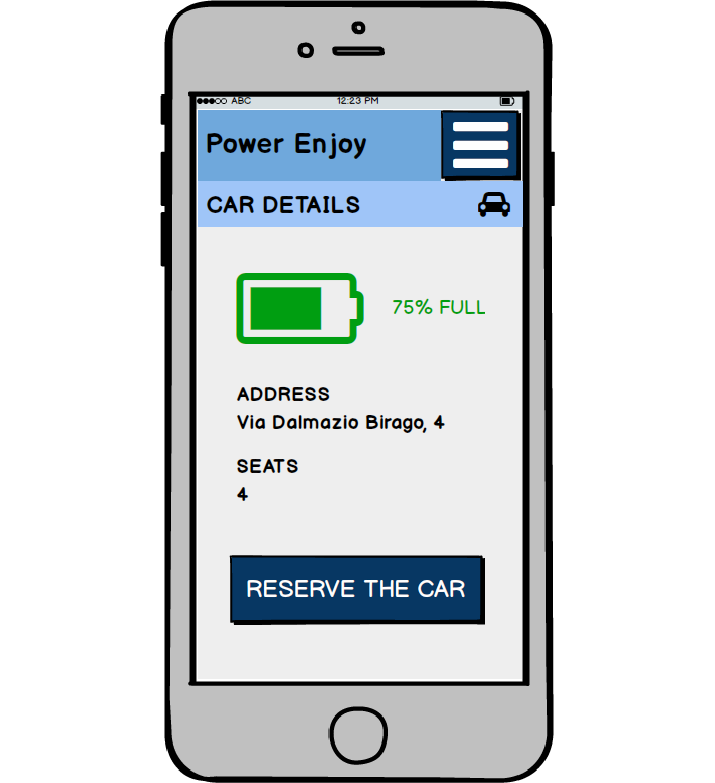 ABC 12:23 PM
Power Enjoy
CAR DETAILS
75% FULL
ADDRESS
Via Dalmazio Birago, 4
SEATS
4
RESERVE THE CAR